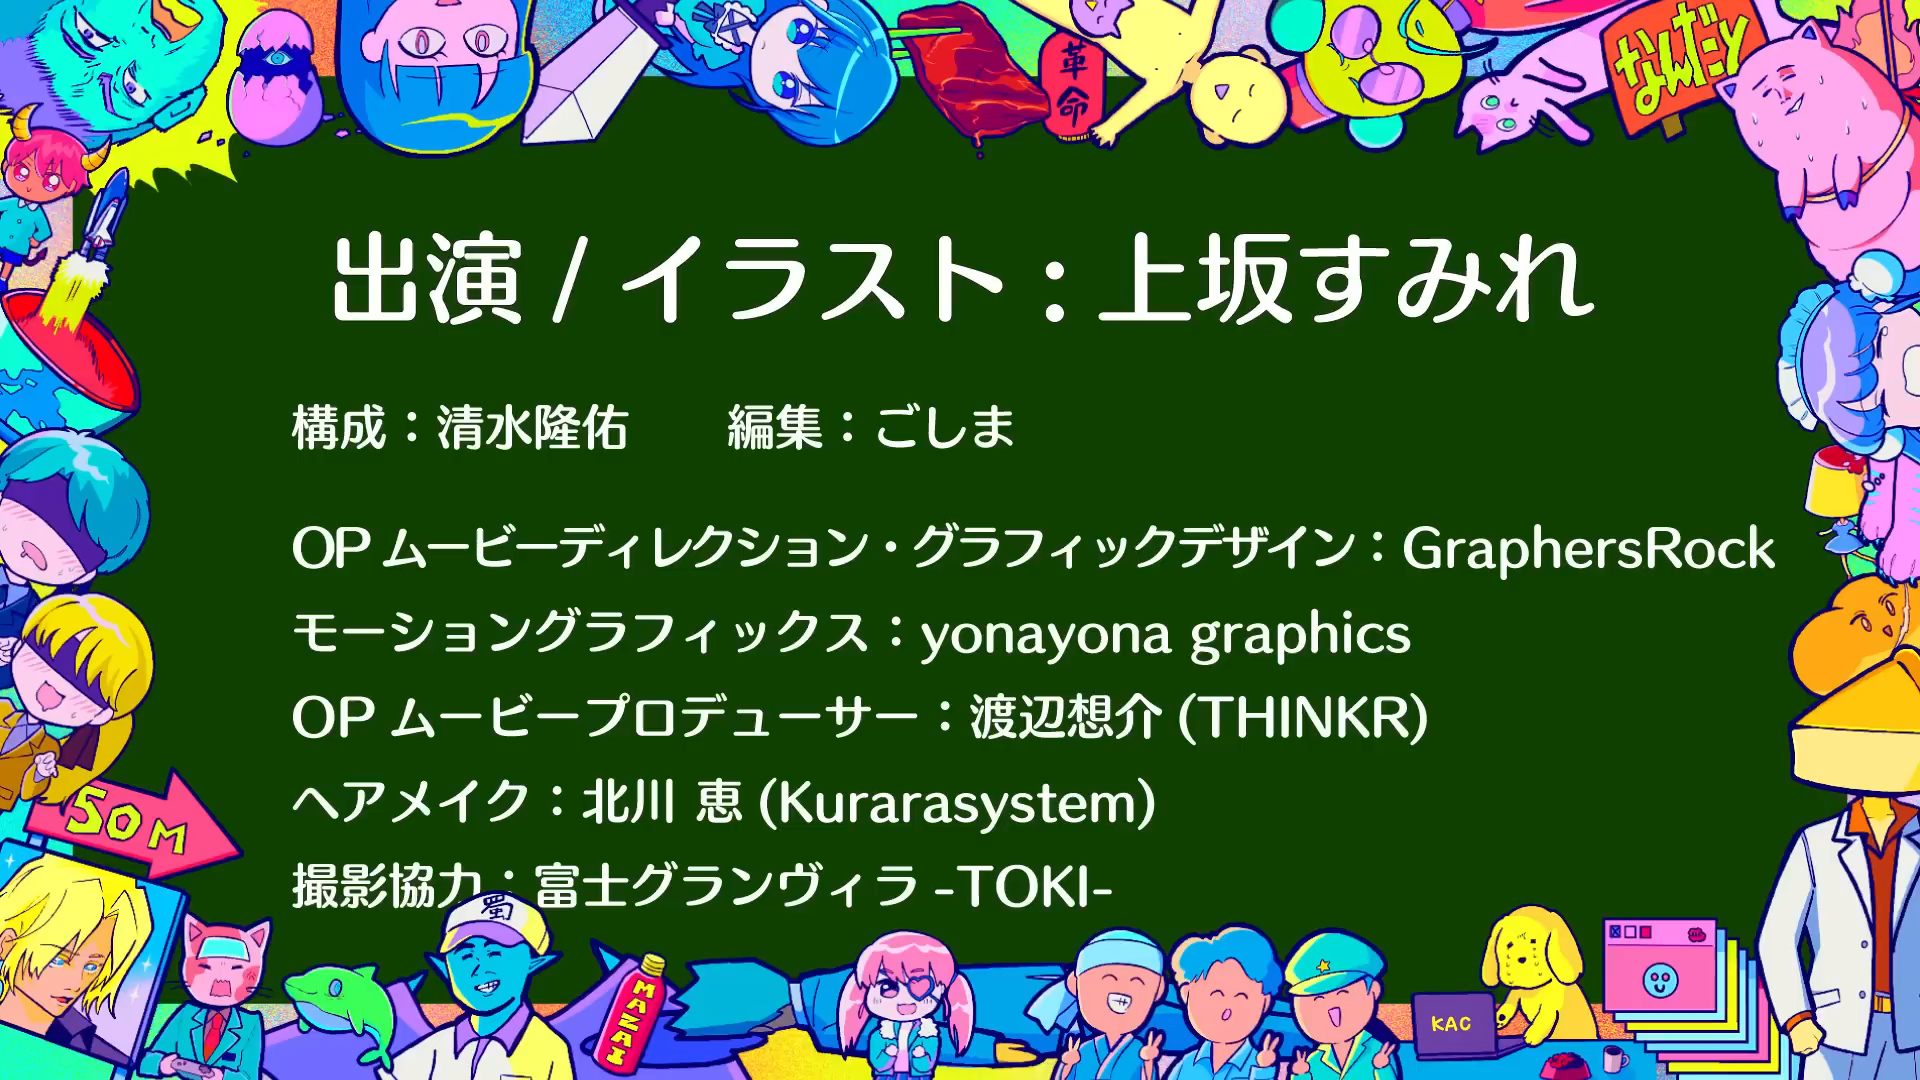 革命
なんだと
出演 / イラスト : 上坂すみれ
構成：清水隆佑　　編集：ごしま
OP ムービーディレクション・グラフィックデザイン：GraphersRock
モーショングラフィックス：yonayona graphics
OP ムービープロデューサー：渡辺想介 (THINKR)
ヘアメイク：北川 恵 (Kurarasystem)
撮影協力：富士グランヴィラ -TOKI-
50M
蜀
MAZAI
KAC